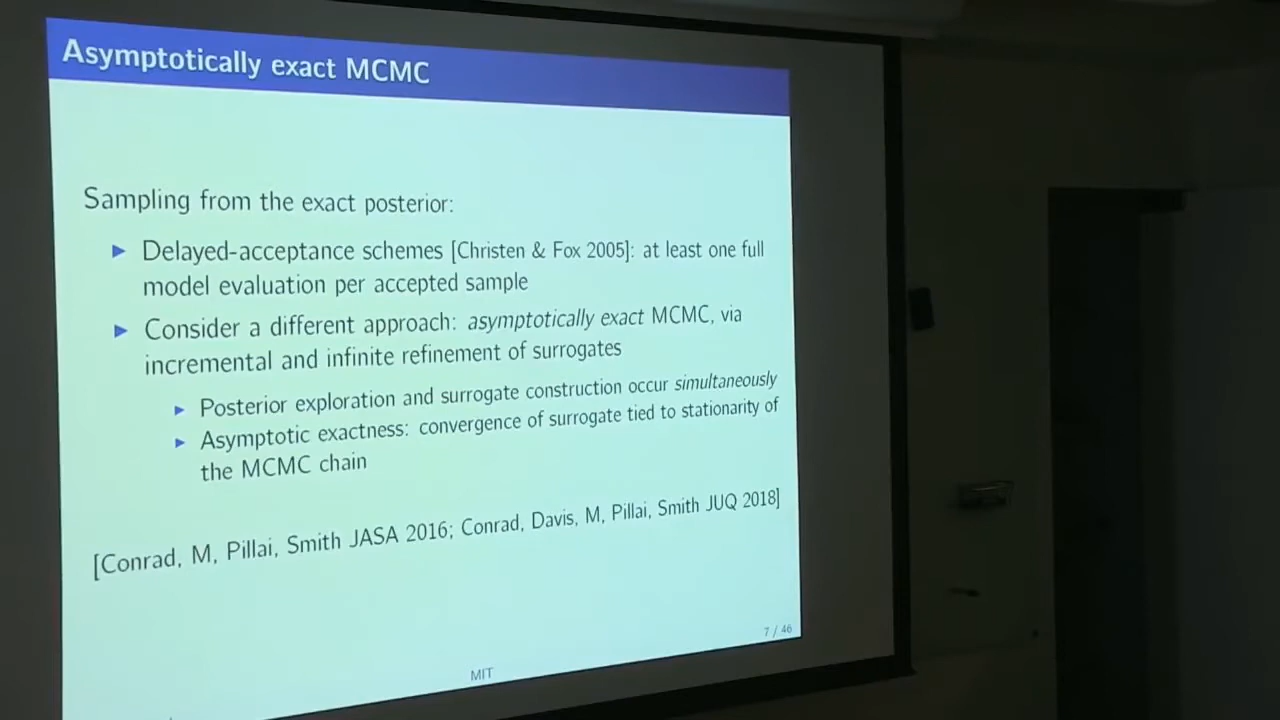 Asymptotically exact MCMC
Sampling from the exact posterior:
▶ Delayed-acceptance schemes [Christen & Fox 2005]: at least one full
model evaluation per accepted sample
▶ Consider a different approach: asymptotically exact MCMC, via
incremental and infinite refinement of surrogates
▶ Posterior exploration and surrogate construction occur simultaneously
▶ Asymptotic exactness: convergence of surrogate tied to stationarity of
the MCMC chain
[Conrad, M, Pillai, Smith JASA 2016; Conrad, Davis, M, Pillai, Smith JUQ 2018]
7 / 46
MIT